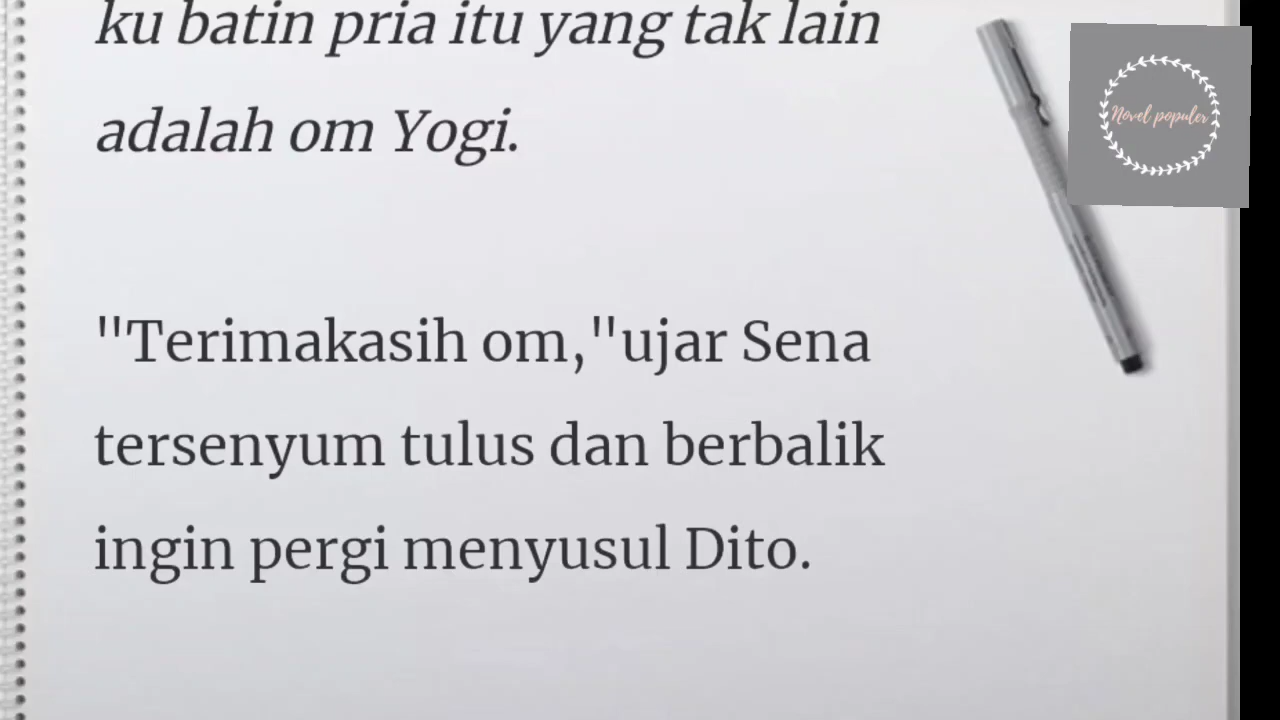 ku batin pria itu yang tak lain
adalah om Yogi.
"Terimakasih om,"ujar Sena
tersenyum tulus dan berbalik
ingin pergi menyusul Dito.
Novel populer